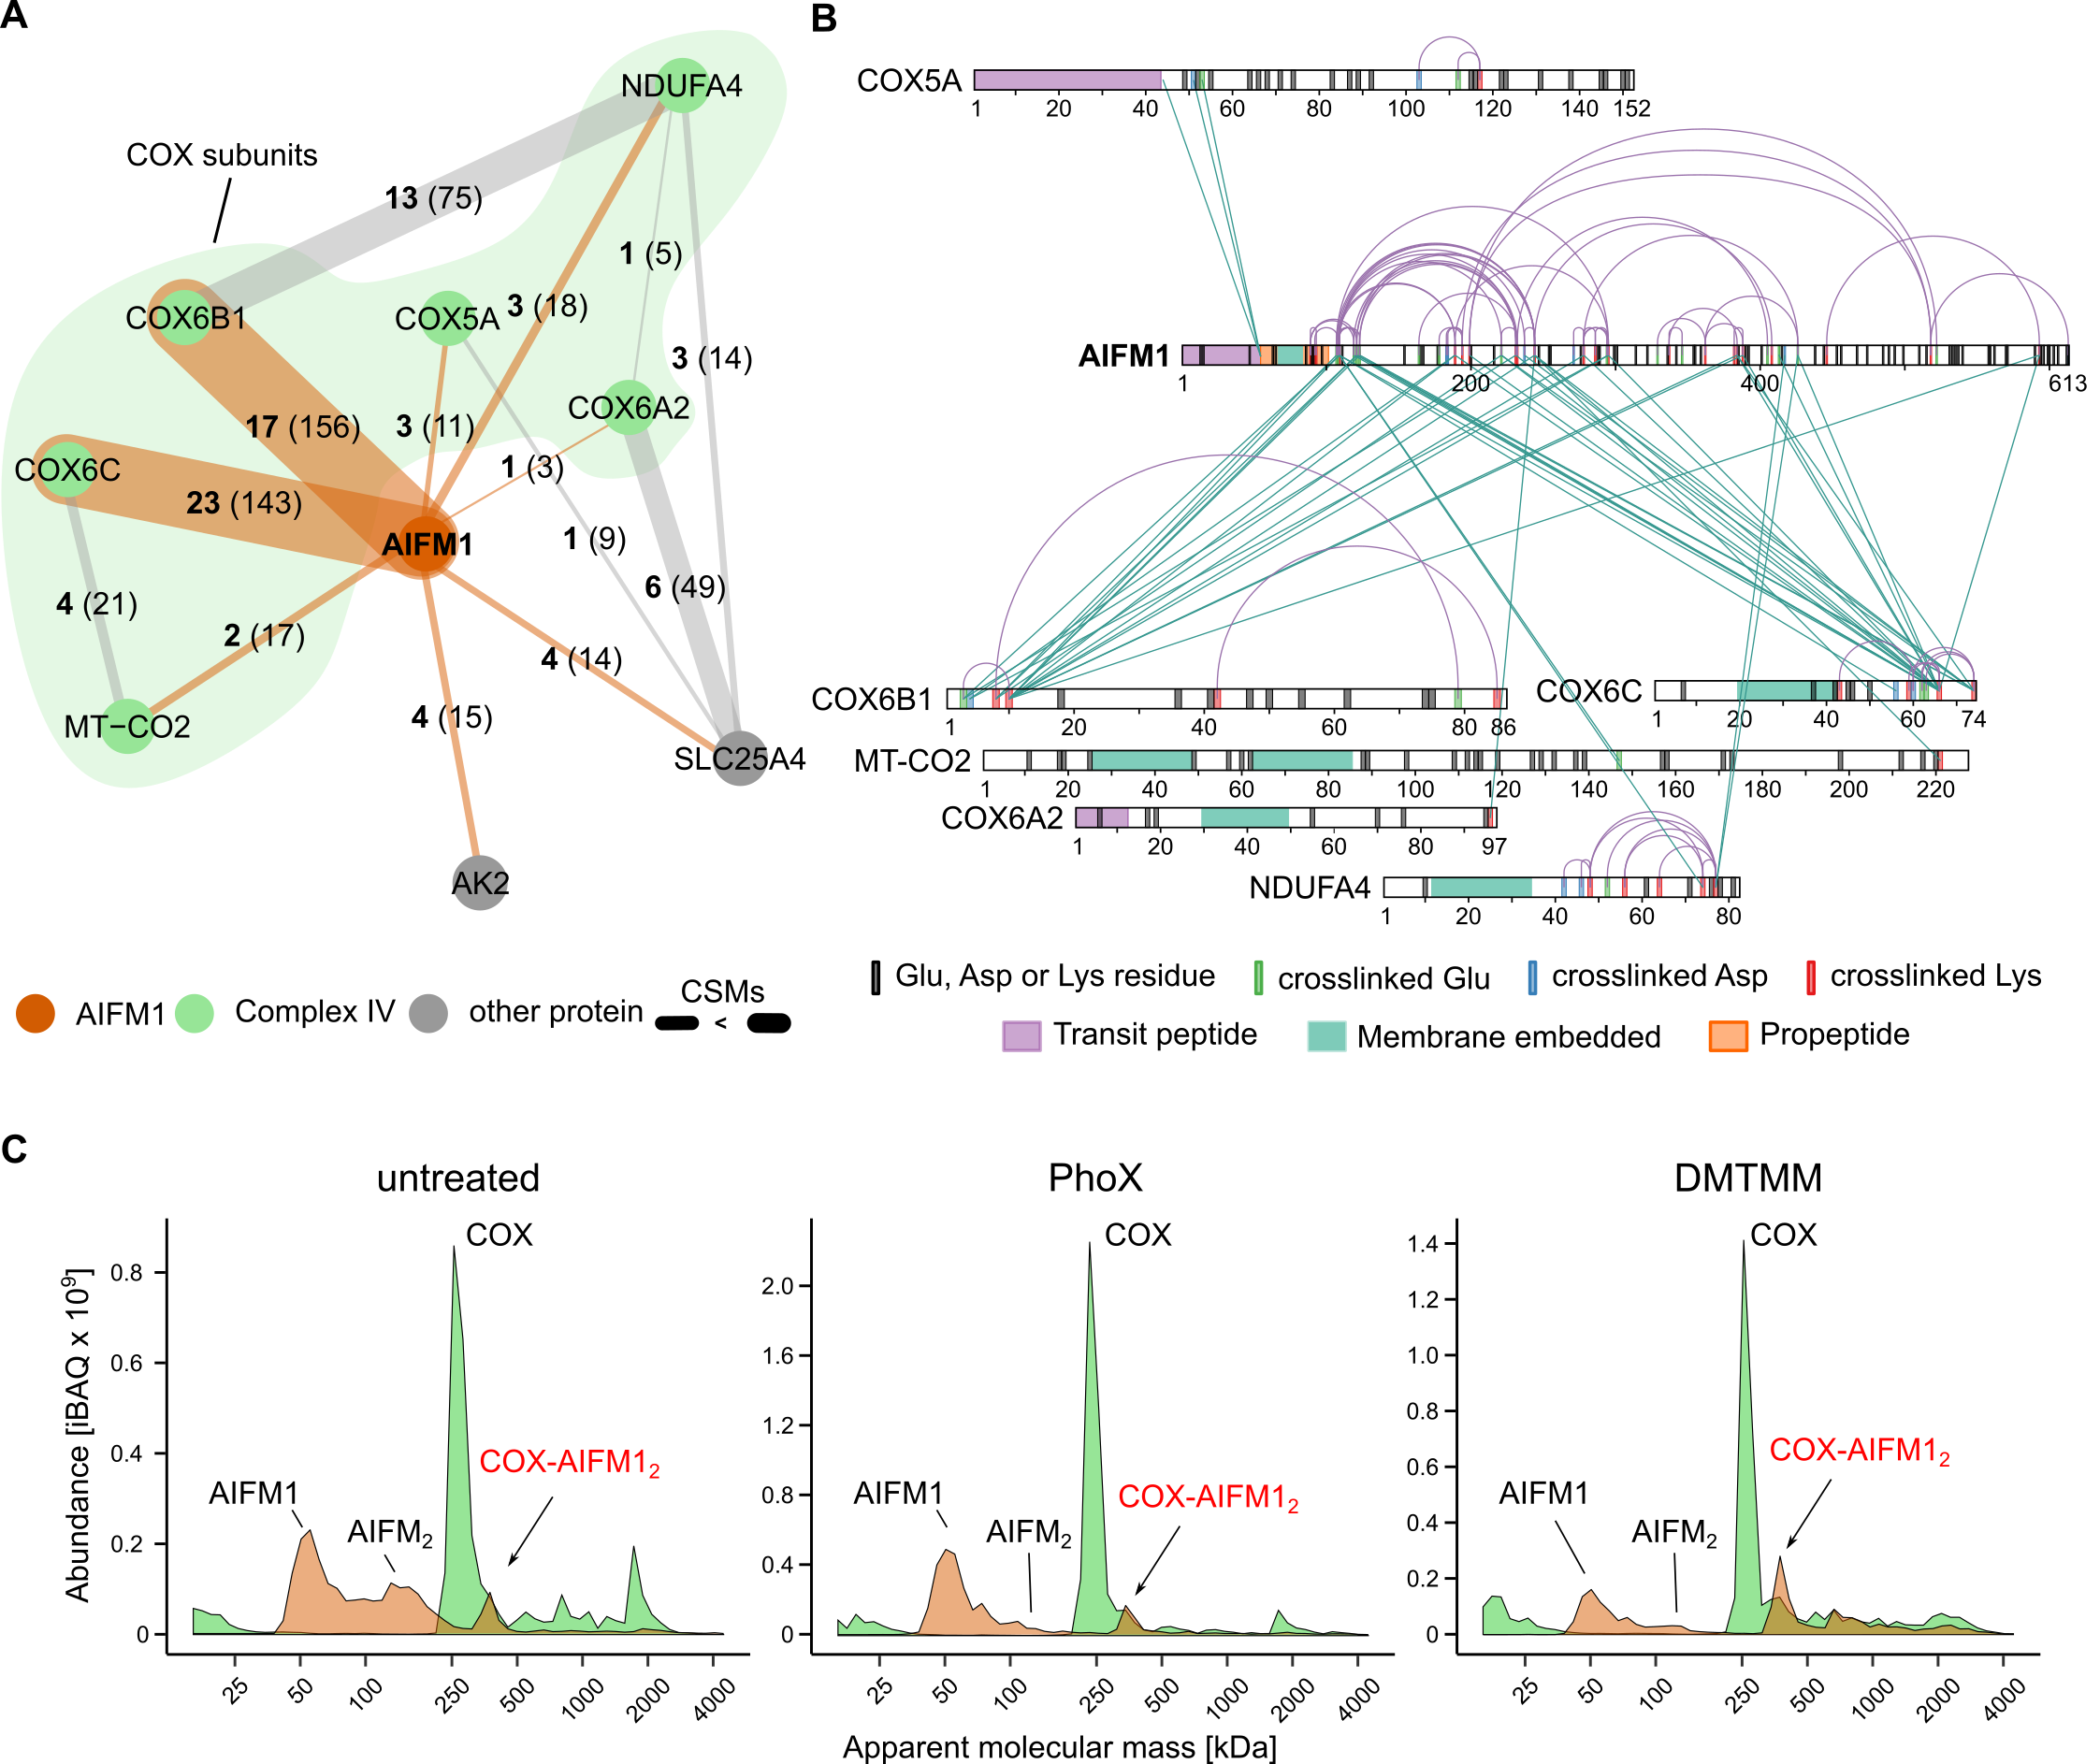 A
NDUFA4
COX subunits
13 (75)
1 (5)
COX6B1
COX5A
3 (18)
3 (14)
COX6A2
17 (156)
3 (11)
COX6C
1 (3)
23 (143)
AIFM1
1 (9)
4 (21)
6 (49)
2 (17)
4 (14)
4 (15)
MT−CO2
SLC25A4
AK2
CSMs
AIFM1
Complex IV
other protein
<
B
COX5A
1 20 40 60 80 100 120 140 152
AIFM1
1 200 400 613
COX6B1
1 20 40 60 80 86
COX6C
1 20 40 60 74
MT-CO2
1 20 40 60 80 100 120 140 160 180 200 220
COX6A2
1 20 40 60 80 97
NDUFA4
1 20 40 60 80
Glu, Asp or Lys residue
crosslinked Glu
crosslinked Asp
crosslinked Lys
Transit peptide
Membrane embedded
Propeptide
C
untreated
Abundance [iBAQ x 10⁹]
0.8
0.6
0.4
0.2
0
COX
COX-AIFM1₂
AIFM1
AIFM₂
25 50 100 250 500 1000 2000 4000
PhoX
2.0
1.6
1.2
0.8
0.4
0
COX
COX-AIFM1₂
AIFM1
AIFM₂
25 50 100 250 500 1000 2000 4000
DMTMM
1.4
1.2
1.0
0.8
0.6
0.4
0.2
0
COX
COX-AIFM1₂
AIFM1
AIFM₂
25 50 100 250 500 1000 2000 4000
Apparent molecular mass [kDa]